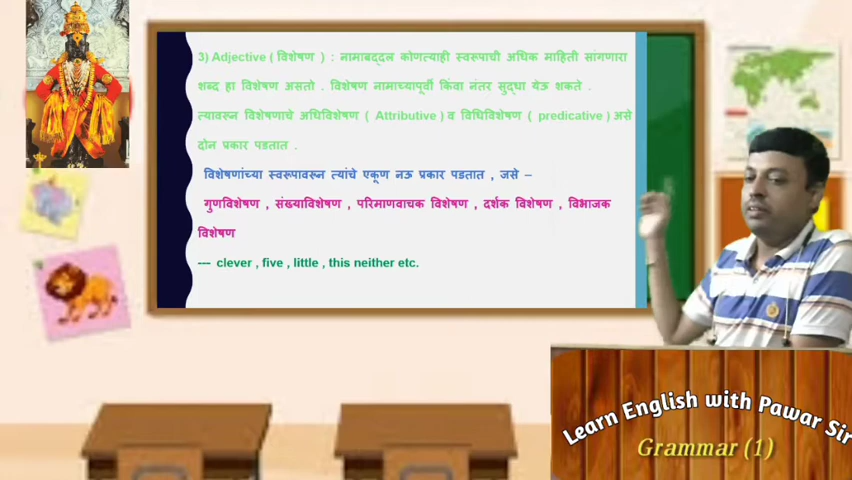 3) Adjective ( विशेषण ) : नामाबद्दल कोणत्याही स्वरूपाची अधिक माहिती सांगणारा
शब्द हा विशेषण असतो . विशेषण नामाच्यापूर्वी किंवा नंतर सुद्धा येऊ शकते .
त्यावरून विशेषणाचे अधिविशेषण ( Attributive ) व विधिविशेषण ( predicative ) असे
दोन प्रकार पडतात .
विशेषणांच्या स्वरूपावरून त्यांचे एकूण नऊ प्रकार पडतात , जसे –
गुणविशेषण , संख्याविशेषण , परिमाणवाचक विशेषण , दर्शक विशेषण , विभाजक
विशेषण
--- clever , five , little , this neither etc.
Learn English with Pawar Sir
Grammar (1)